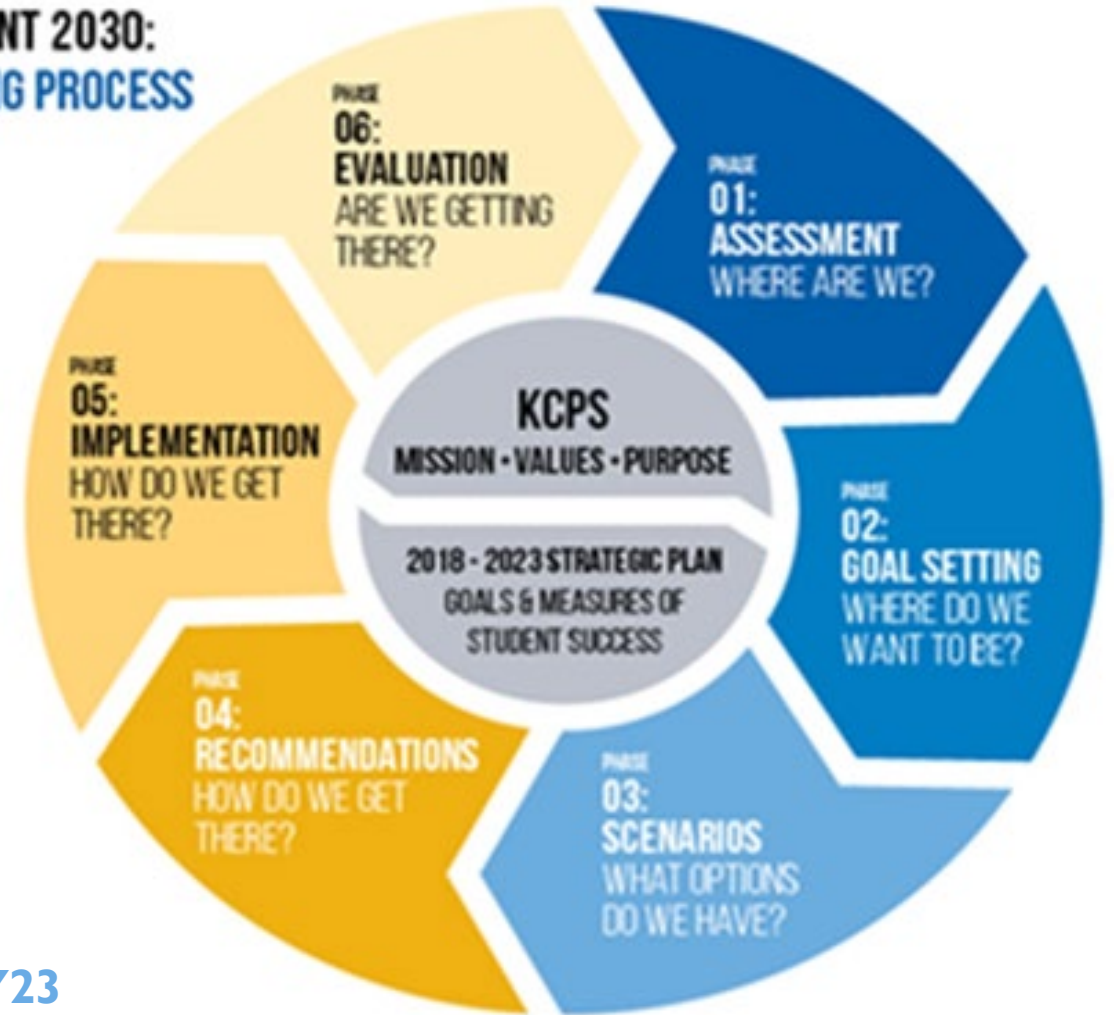 NT 2030:
G PROCESS
PHASE
01:
ASSESSMENT
WHERE ARE WE?
PHASE
02:
GOAL SETTING
WHERE DO WE
WANT TO BE?
PHASE
03:
SCENARIOS
WHAT OPTIONS
DO WE HAVE?
PHASE
04:
RECOMMENDATIONS
HOW DO WE GET
THERE?
PHASE
05:
IMPLEMENTATION
HOW DO WE GET
THERE?
PHASE
06:
EVALUATION
ARE WE GETTING
THERE?
KCPS
MISSION • VALUES • PURPOSE
2018 - 2023 STRATEGIC PLAN
GOALS & MEASURES OF
STUDENT SUCCESS
Y23